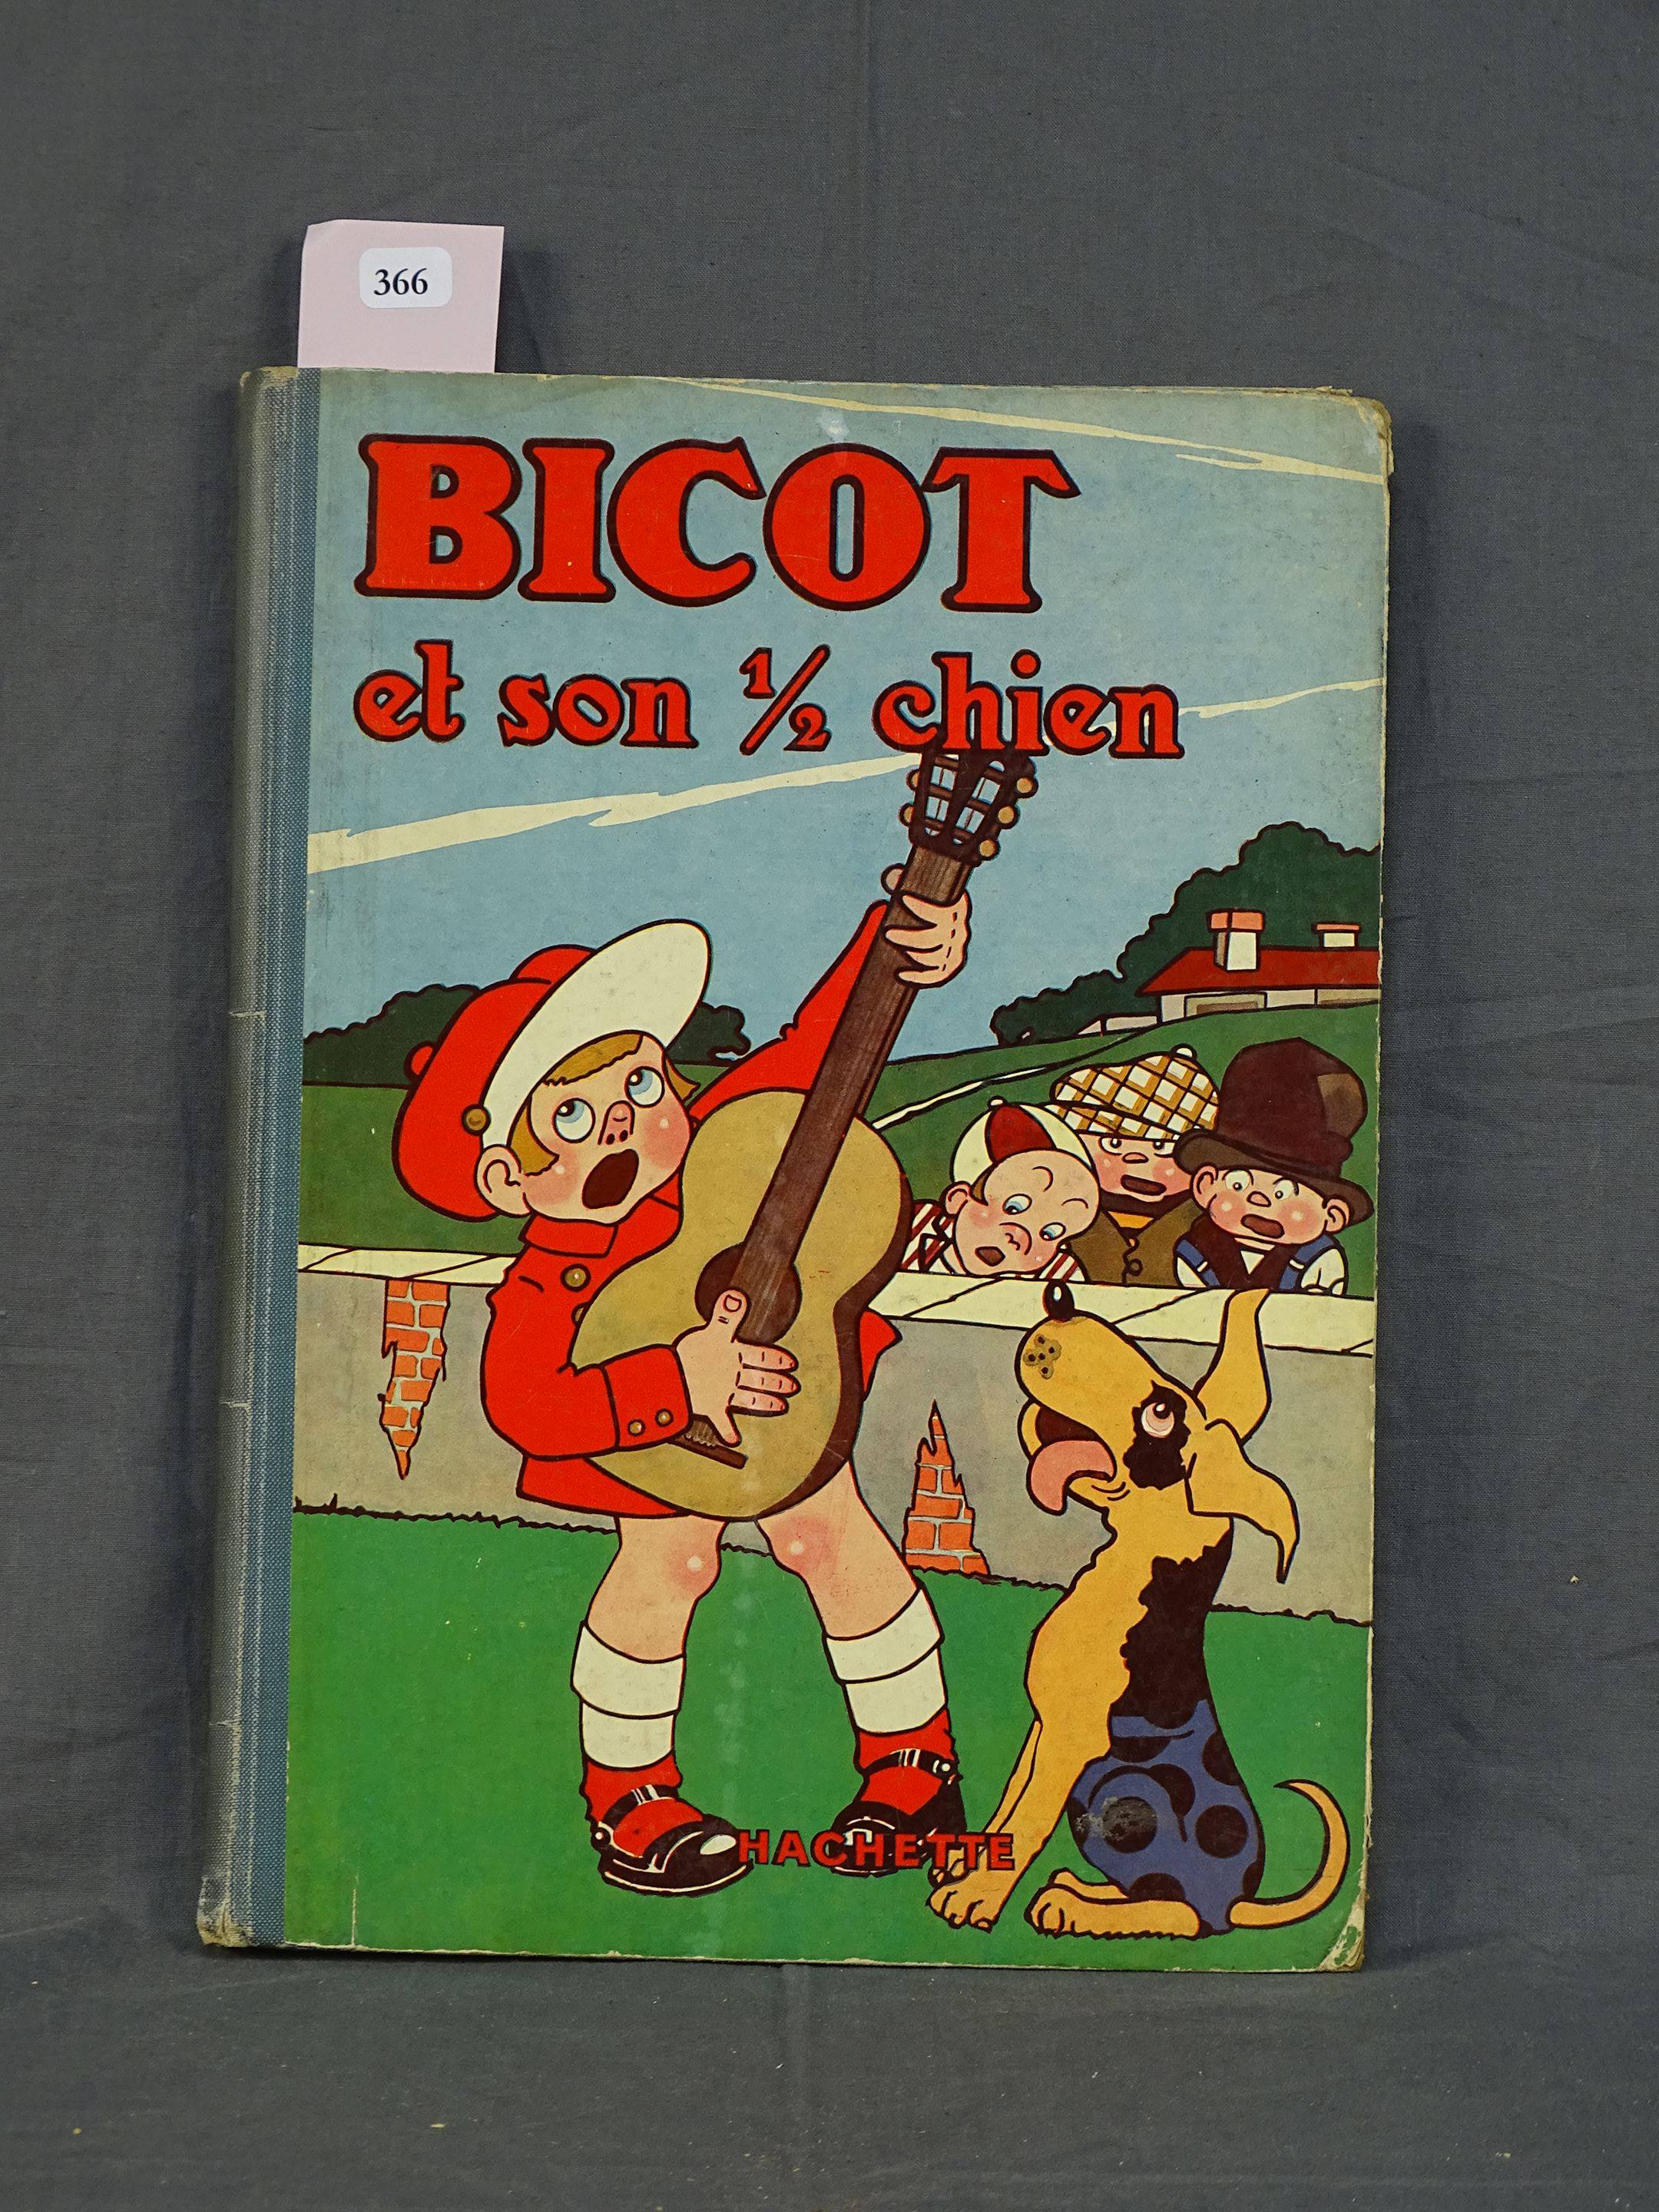 366
BICOT
et son 1/2 chien
HACHETTE